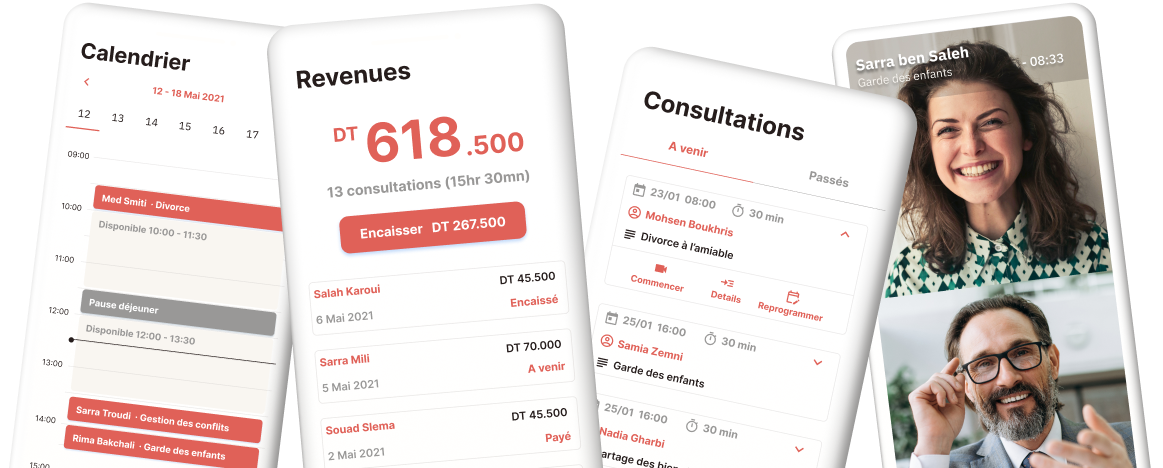 Calendrier
12 - 18 Mai 2021
12 13 14 15 16 17
09:00
Med Smiti · Divorce
10:00
Disponible 10:00 - 11:30
11:00
Pause déjeuner
12:00
Disponible 12:00 - 13:30
13:00
Sarra Troudi · Gestion des conflits
14:00
Rima Bakchali · Garde des enfants
15:00
Revenues
DT 618.500
13 consultations (15hr 30mn)
Encaisser DT 267.500
DT 45.500
Salah Karoui
Encaissé
6 Mai 2021
DT 70.000
Sarra Mili
A venir
5 Mai 2021
DT 45.500
Souad Slema
Payé
2 Mai 2021
Consultations
A venir
Passés
23/01 08:00 30 min
Mohsen Boukhris
Divorce à l'amiable
Commencer
Details
Reprogrammer
25/01 16:00 30 min
Samia Zemni
Garde des enfants
25/01 16:00 30 min
Nadia Gharbi
Sarra ben Saleh
- 08:33
Garde des enfants